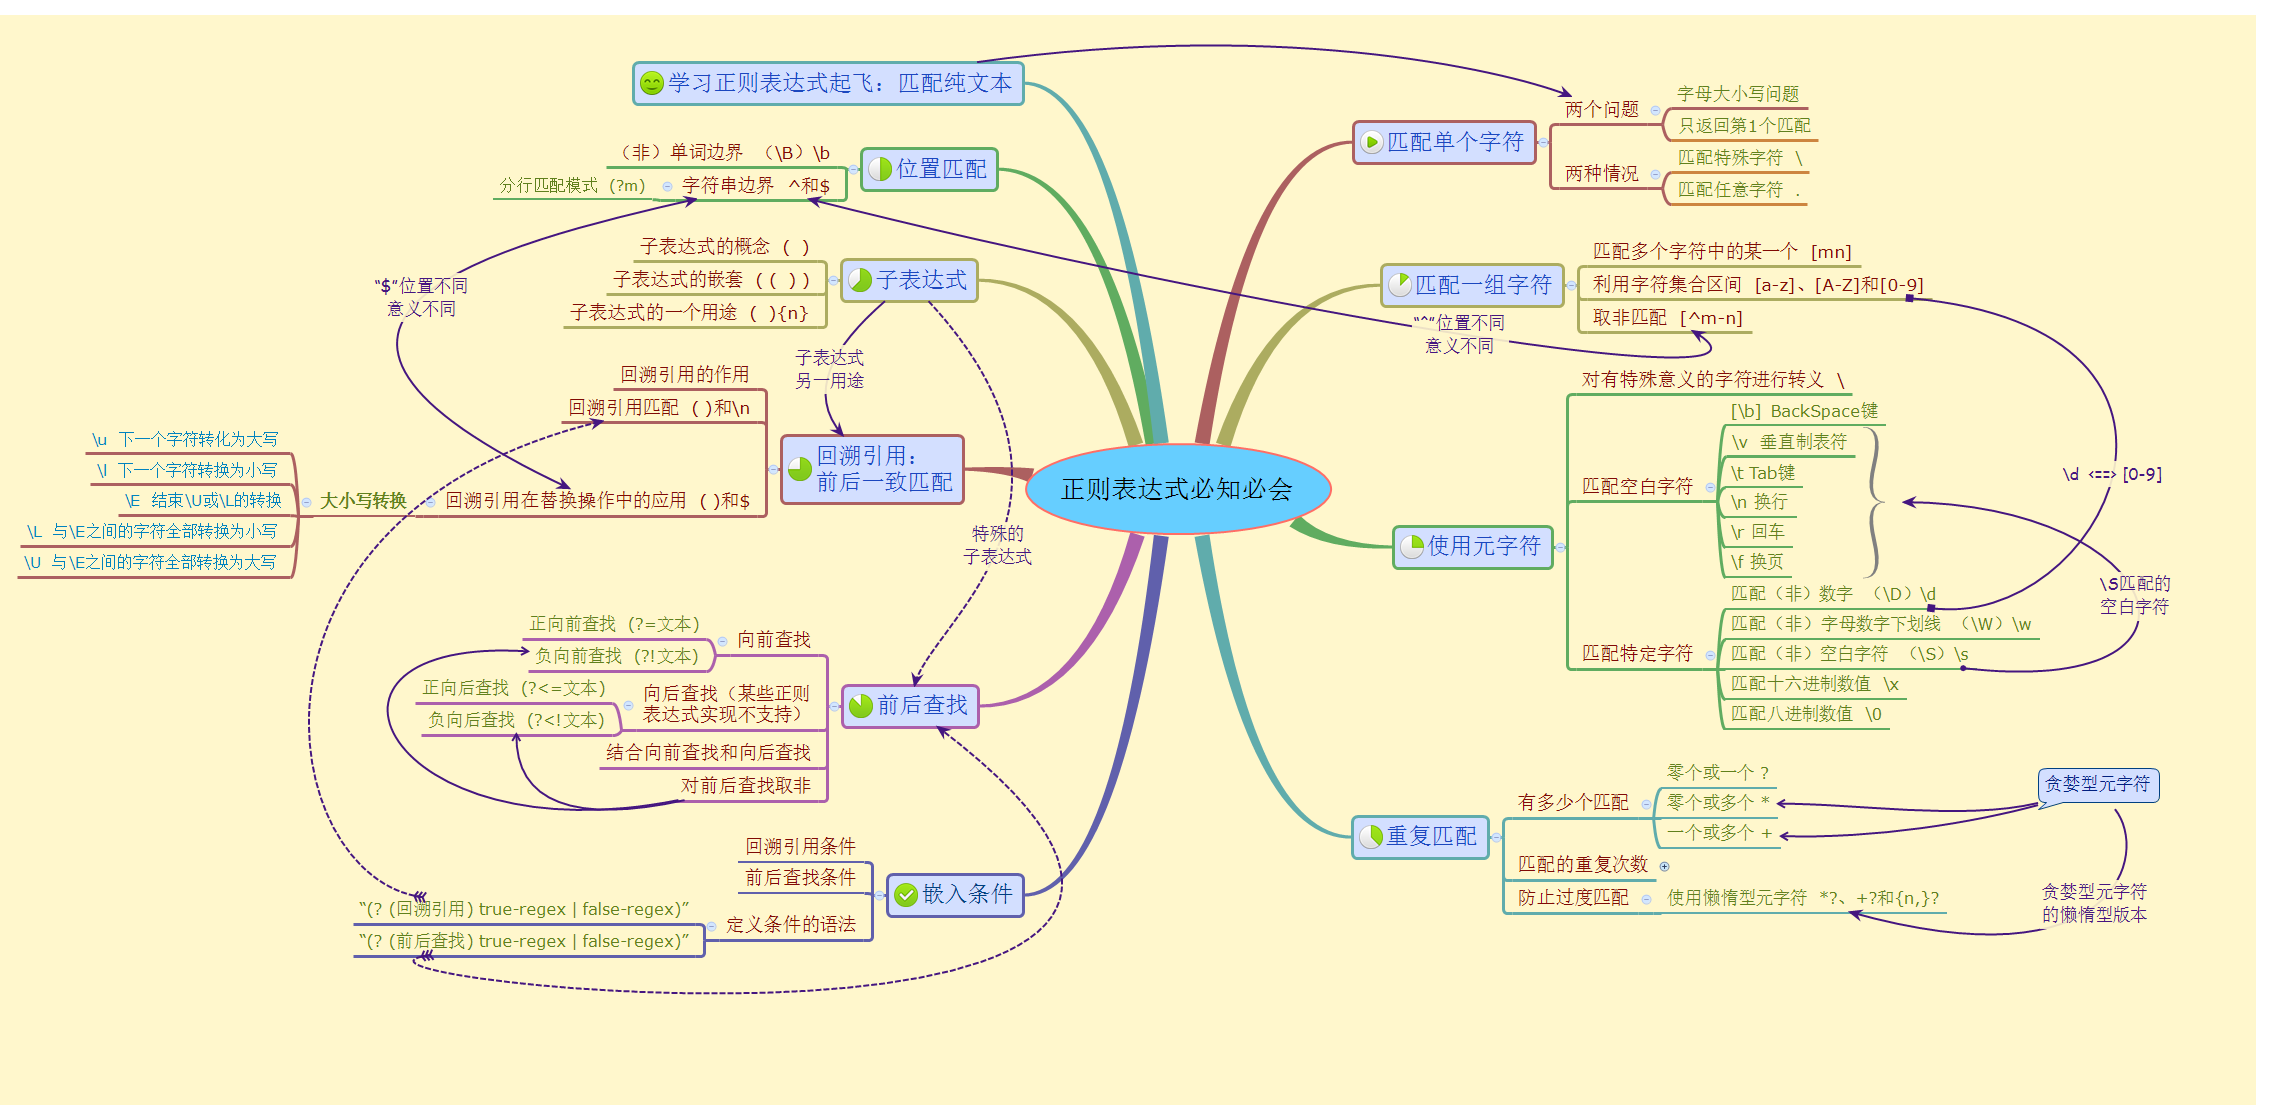 正则表达式必知必会
学习正则表达式起飞：匹配纯文本
匹配单个字符
两个问题
字母大小写问题
只返回第1个匹配
两种情况
匹配特殊字符 \
匹配任意字符 .
匹配一组字符
匹配多个字符中的某一个 [mn]
利用字符集合区间 [a-z]、[A-Z]和[0-9]
取非匹配 [^m-n]
“^”位置不同
意义不同
使用元字符
对有特殊意义的字符进行转义 \
匹配空白字符
[\b] BackSpace键
\v 垂直制表符
\t Tab键
\n 换行
\r 回车
\f 换页
匹配特定字符
匹配（非）数字 （\D）\d
匹配（非）字母数字下划线 （\W）\w
匹配（非）空白字符 （\S）\s
匹配十六进制数值 \x
匹配八进制数值 \0
\d <==> [0-9]
\S匹配的
空白字符
重复匹配
有多少个匹配
零个或一个 ?
零个或多个 *
一个或多个 +
匹配的重复次数
防止过度匹配
使用懒惰型元字符 *?、+?和{n,}?
贪婪型元字符
贪婪型元字符
的懒惰型版本
位置匹配
（非）单词边界 （\B）\b
字符串边界 ^和$
分行匹配模式 (?m)
“$”位置不同
意义不同
子表达式
子表达式的概念 ( )
子表达式的嵌套 ( ( ) )
子表达式的一个用途 ( ){n}
子表达式
另一用途
特殊的
子表达式
回溯引用：
前后一致匹配
回溯引用的作用
回溯引用匹配 ( )和\n
回溯引用在替换操作中的应用 ( )和$
大小写转换
\u 下一个字符转化为大写
\l 下一个字符转换为小写
\E 结束\U或\L的转换
\L 与\E之间的字符全部转换为小写
\U 与\E之间的字符全部转换为大写
前后查找
向前查找
正向前查找 (?=文本)
负向前查找 (?!文本)
向后查找（某些正则
表达式实现不支持）
正向后查找 (?<=文本)
负向后查找 (?<!文本)
结合向前查找和向后查找
对前后查找取非
嵌入条件
回溯引用条件
前后查找条件
定义条件的语法
“(? (回溯引用) true-regex | false-regex)”
“(? (前后查找) true-regex | false-regex)”